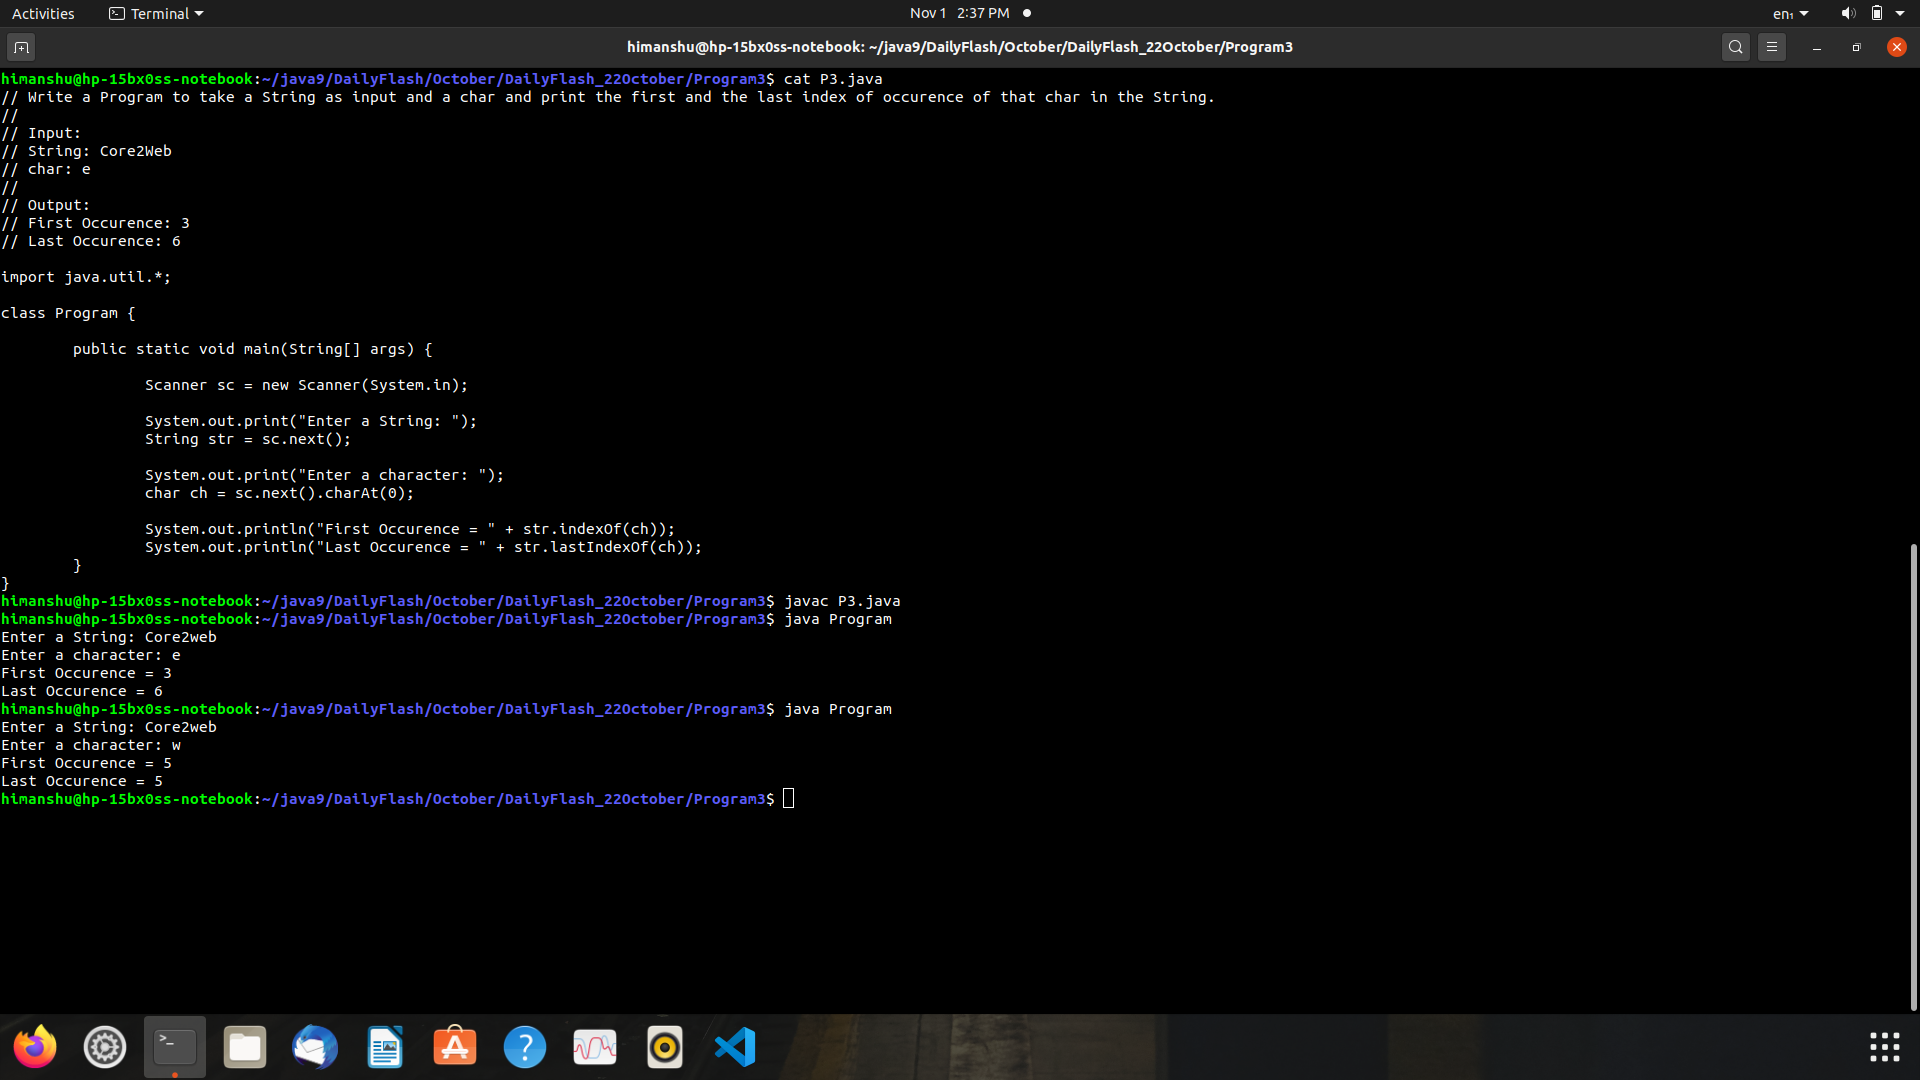 Activities Terminal Nov 1 2:37 PM en₁
himanshu@hp-15bx0ss-notebook: ~/java9/DailyFlash/October/DailyFlash_22October/Program3
himanshu@hp-15bx0ss-notebook:~/java9/DailyFlash/October/DailyFlash_22October/Program3$ cat P3.java
// Write a Program to take a String as input and a char and print the first and the last index of occurence of that char in the String.
//
// Input:
// String: Core2Web
// char: e
//
// Output:
// First Occurence: 3
// Last Occurence: 6
import java.util.*;
class Program {
        public static void main(String[] args) {
                Scanner sc = new Scanner(System.in);
                System.out.print("Enter a String: ");
                String str = sc.next();
                System.out.print("Enter a character: ");
                char ch = sc.next().charAt(0);
                System.out.println("First Occurence = " + str.indexOf(ch));
                System.out.println("Last Occurence = " + str.lastIndexOf(ch));
        }
}
himanshu@hp-15bx0ss-notebook:~/java9/DailyFlash/October/DailyFlash_22October/Program3$ javac P3.java
himanshu@hp-15bx0ss-notebook:~/java9/DailyFlash/October/DailyFlash_22October/Program3$ java Program
Enter a String: Core2web
Enter a character: e
First Occurence = 3
Last Occurence = 6
himanshu@hp-15bx0ss-notebook:~/java9/DailyFlash/October/DailyFlash_22October/Program3$ java Program
Enter a String: Core2web
Enter a character: w
First Occurence = 5
Last Occurence = 5
himanshu@hp-15bx0ss-notebook:~/java9/DailyFlash/October/DailyFlash_22October/Program3$